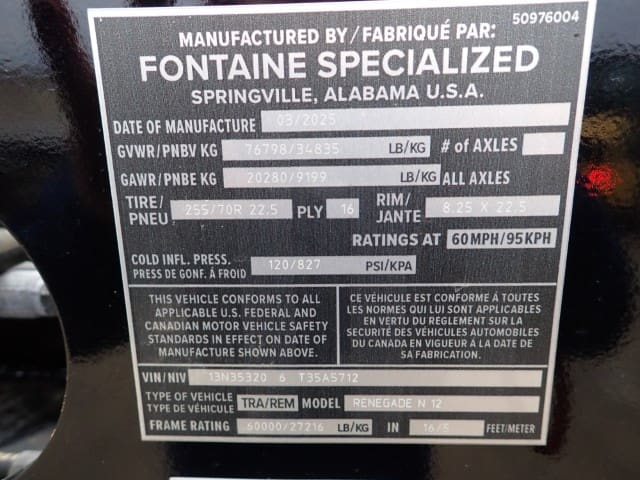 50976004
MANUFACTURED BY / FABRIQUÉ PAR:
FONTAINE SPECIALIZED
SPRINGVILLE, ALABAMA U.S.A.
DATE OF MANUFACTURE 03/2025
GVWR/PNBV KG 76798/34835 LB/KG # of AXLES
GAWR/PNBE KG 20280/9199 LB/KG ALL AXLES
TIRE/PNEU 255/70R 22.5 PLY 16 RIM/JANTE 8.25 X 22.5
RATINGS AT 60MPH/95KPH
COLD INFL. PRESS.
PRESS DE GONF. À FROID 120/827 PSI/KPA
THIS VEHICLE CONFORMS TO ALL
APPLICABLE U.S. FEDERAL AND
CANADIAN MOTOR VEHICLE SAFETY
STANDARDS IN EFFECT ON DATE
OF MANUFACTURE SHOWN ABOVE.
CE VÉHICULE EST CONFORME À TOUTES
LES NORMES QUI LUI SONT APPLICABLES
EN VERTU DU RÈGLEMENT SUR LA
SECURITÉ DES VÉHICULES AUTOMOBILES
DU CANADA EN VIGUEUR À LA DATE DE
SA FABRICATION.
VIN/NIV 13N35320 6 T35A5712
TYPE OF VEHICLE
TYPE DE VÉHICULE TRA/REM MODEL RENEGADE N 12
FRAME RATING 60000/27216 LB/KG IN 16/5 FEET/METER